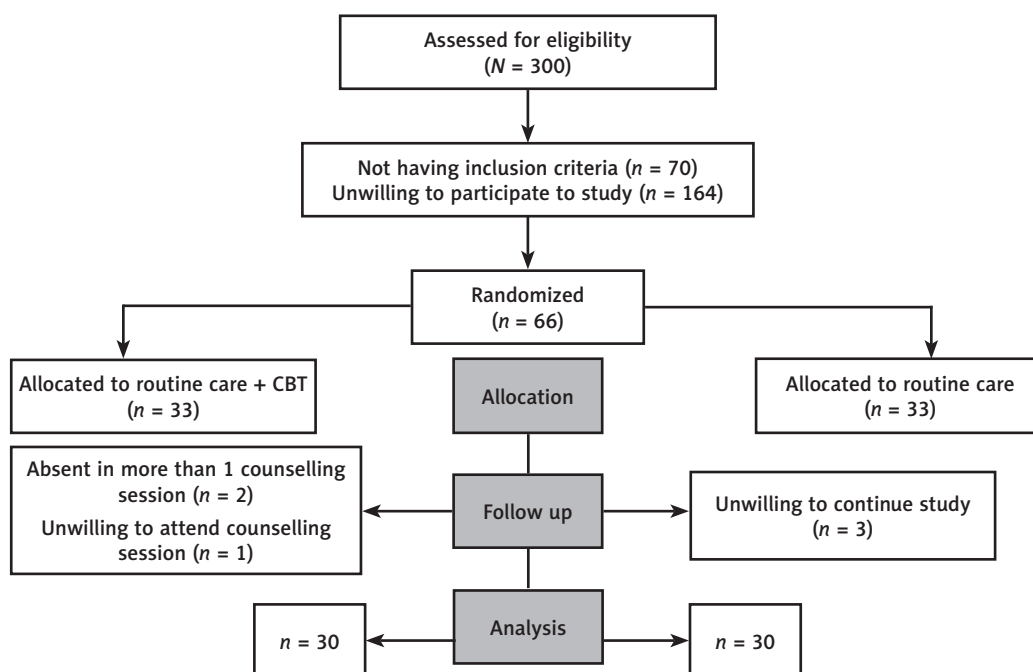 Assessed for eligibility
(N = 300)
Not having inclusion criteria (n = 70)
Unwilling to participate to study (n = 164)
Randomized
(n = 66)
Allocated to routine care + CBT
(n = 33)
Allocation
Allocated to routine care
(n = 33)
Absent in more than 1 counselling
session (n = 2)
Unwilling to attend counselling
session (n = 1)
Follow up
Unwilling to continue study
(n = 3)
n = 30
Analysis
n = 30